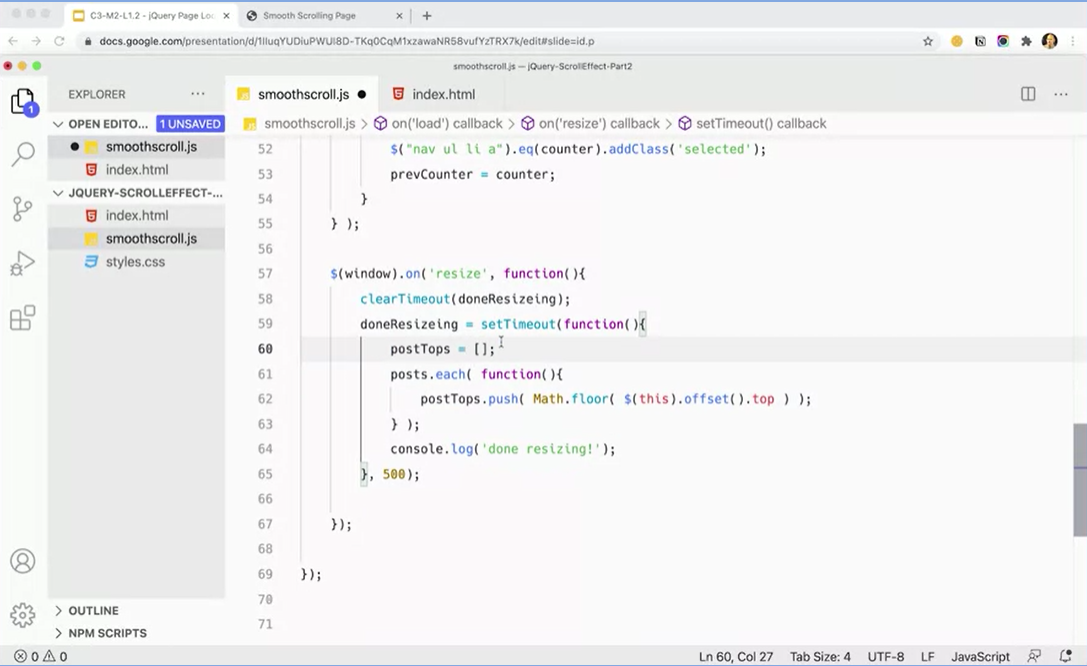 C3-M2-L1.2 - jQuery Page Loc
Smooth Scrolling Page
docs.google.com/presentation/d/1lIuqYUDiuPWUI8D-TKq0CqM1xzawaNR58vufYzTRX7k/edit#slide=id.p
smoothscroll.js — jQuery-ScrollEffect-Part2
EXPLORER
smoothscroll.js
index.html
OPEN EDITO... 1 UNSAVED
smoothscroll.js > on('load') callback > on('resize') callback > setTimeout() callback
smoothscroll.js
index.html
JQUERY-SCROLLEFFECT-...
index.html
smoothscroll.js
styles.css
1
52 $("nav ul li a").eq(counter).addClass('selected');
53 prevCounter = counter;
54 }
55 } );
56
57 $(window).on('resize', function(){
58 clearTimeout(doneResizeing);
59 doneResizeing = setTimeout(function(){
60 postTops = [];
61 posts.each( function(){
62 postTops.push( Math.floor( $(this).offset().top ) );
63 } );
64 console.log('done resizing!');
65 }, 500);
66
67 });
68
69 });
70
71
OUTLINE
NPM SCRIPTS
0 0
Ln 60, Col 27 Tab Size: 4 UTF-8 LF JavaScript